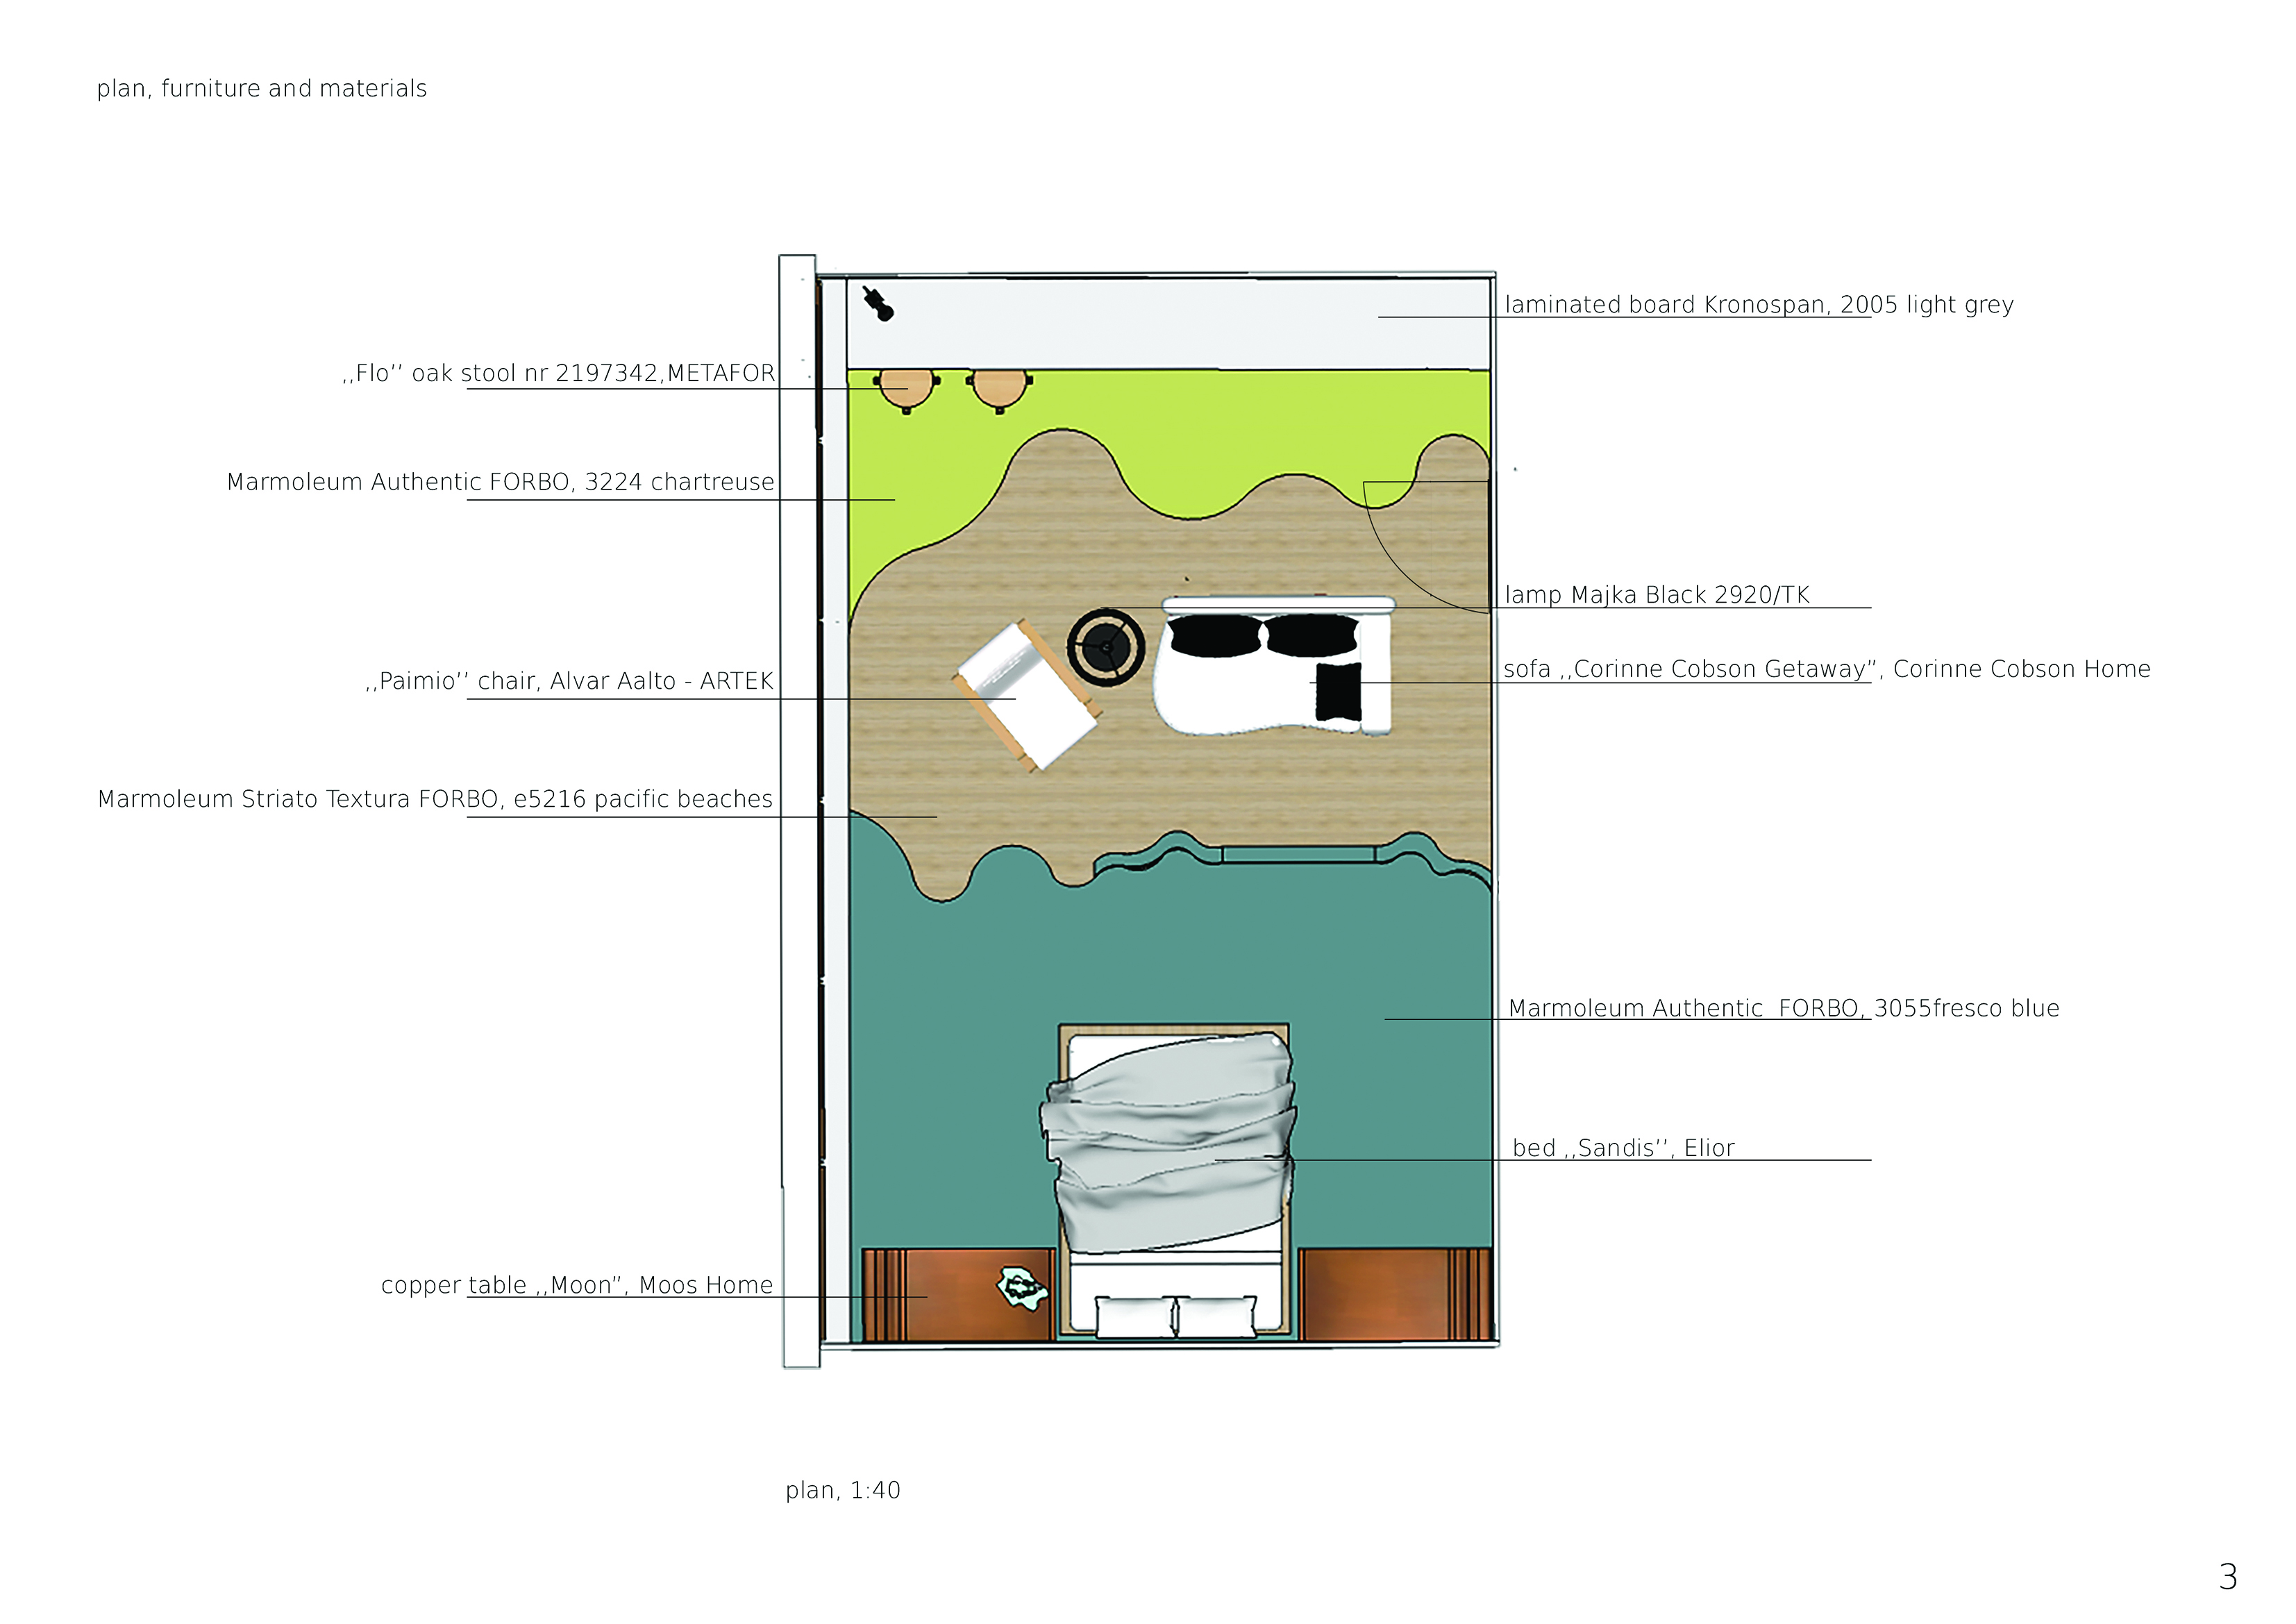 plan, furniture and materials
laminated board Kronospan, 2005 light grey
,,Flo'' oak stool nr 2197342,METAFOR
Marmoleum Authentic FORBO, 3224 chartreuse
lamp Majka Black 2920/TK
sofa ,,Corinne Cobson Getaway", Corinne Cobson Home
,,Paimio'' chair, Alvar Aalto - ARTEK
Marmoleum Striato Textura FORBO, e5216 pacific beaches
Marmoleum Authentic  FORBO, 3055fresco blue
bed ,,Sandis'', Elior
copper table ,,Moon", Moos Home
plan, 1:40
3